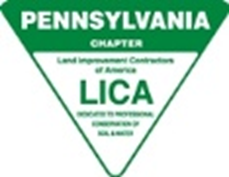 PENNSYLVANIA
CHAPTER
Land Improvement Contractors
of America
LICA
DEDICATED TO PROFESSIONAL
CONSERVATION OF
SOIL & WATER